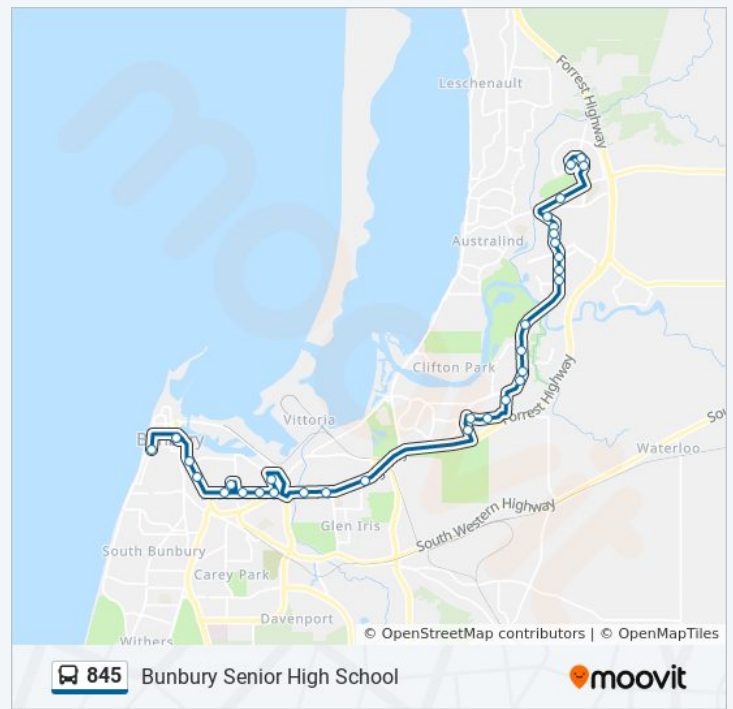 Forrest Highway
Leschenault
Australind
Clifton Park
Vittoria
Forrest Highway
Waterloo
South Western Highway
Glen Iris
South Bunbury
Carey Park
Davenport
Withers
© OpenStreetMap contributors | © OpenMapTiles
845 Bunbury Senior High School
moovit